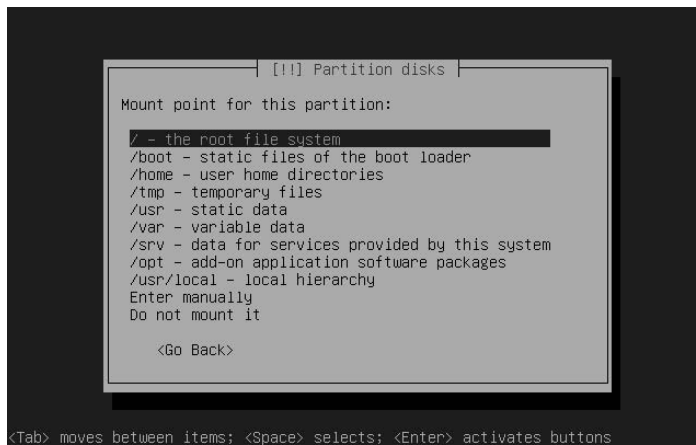 [!!] Partition disks
Mount point for this partition:
/ – the root file system
/boot – static files of the boot loader
/home – user home directories
/tmp – temporary files
/usr – static data
/var – variable data
/srv – data for services provided by this system
/opt – add-on application software packages
/usr/local – local hierarchy
Enter manually
Do not mount it
<Go Back>
<Tab> moves between items; <Space> selects; <Enter> activates buttons